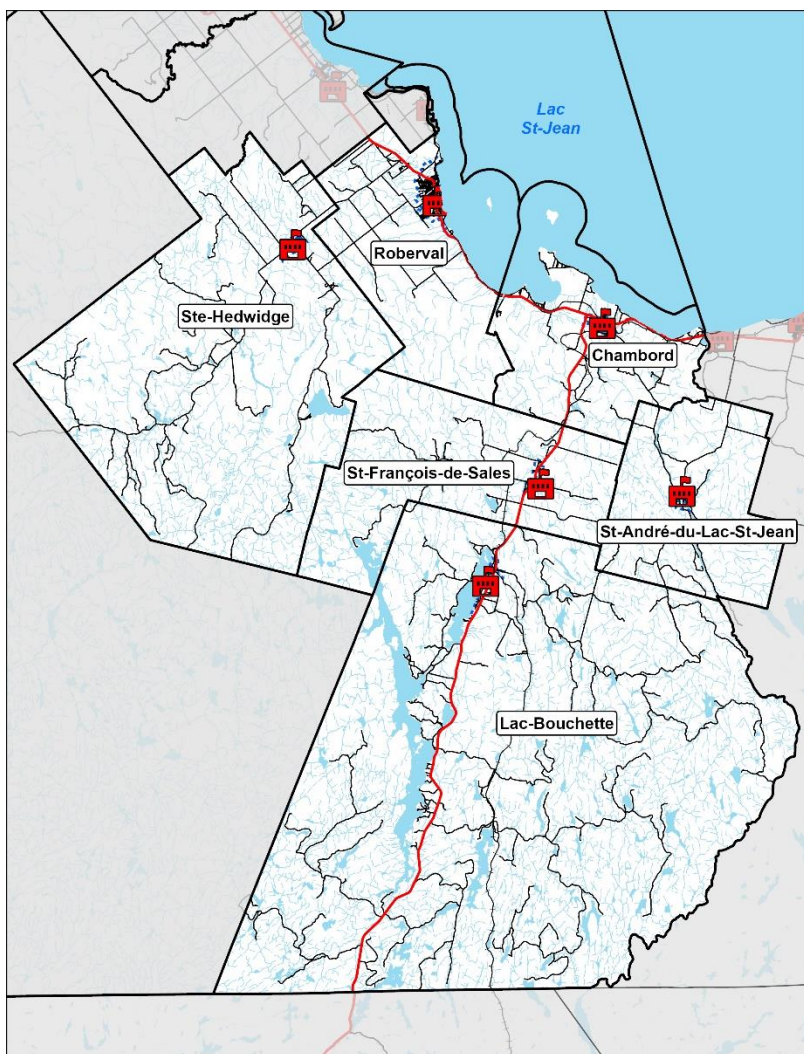 Lac
St-Jean
Roberval
Ste-Hedwidge
Chambord
St-François-de-Sales
St-André-du-Lac-St-Jean
Lac-Bouchette